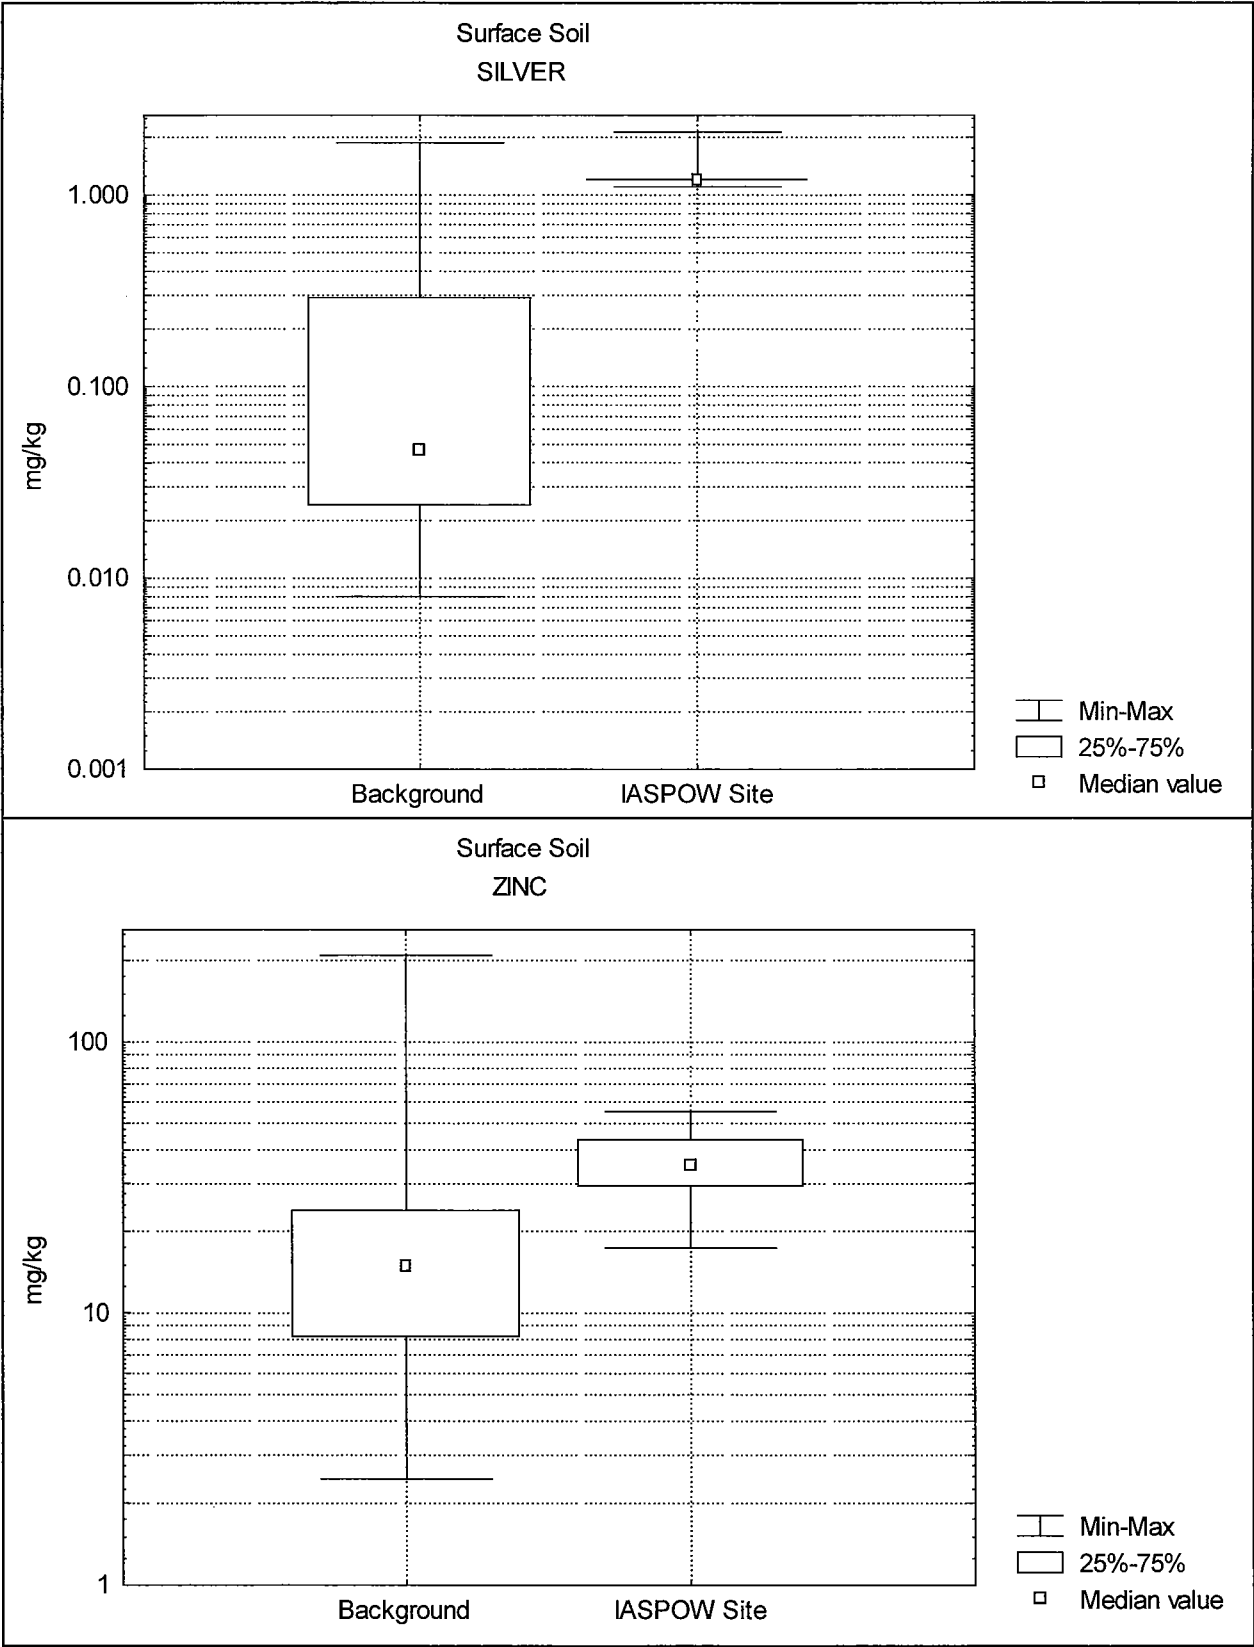 Surface Soil
SILVER
mg/kg
1.000
0.100
0.010
0.001
Background
IASPOW Site
Min-Max
25%-75%
Median value
Surface Soil
ZINC
mg/kg
100
10
1
Background
IASPOW Site
Min-Max
25%-75%
Median value